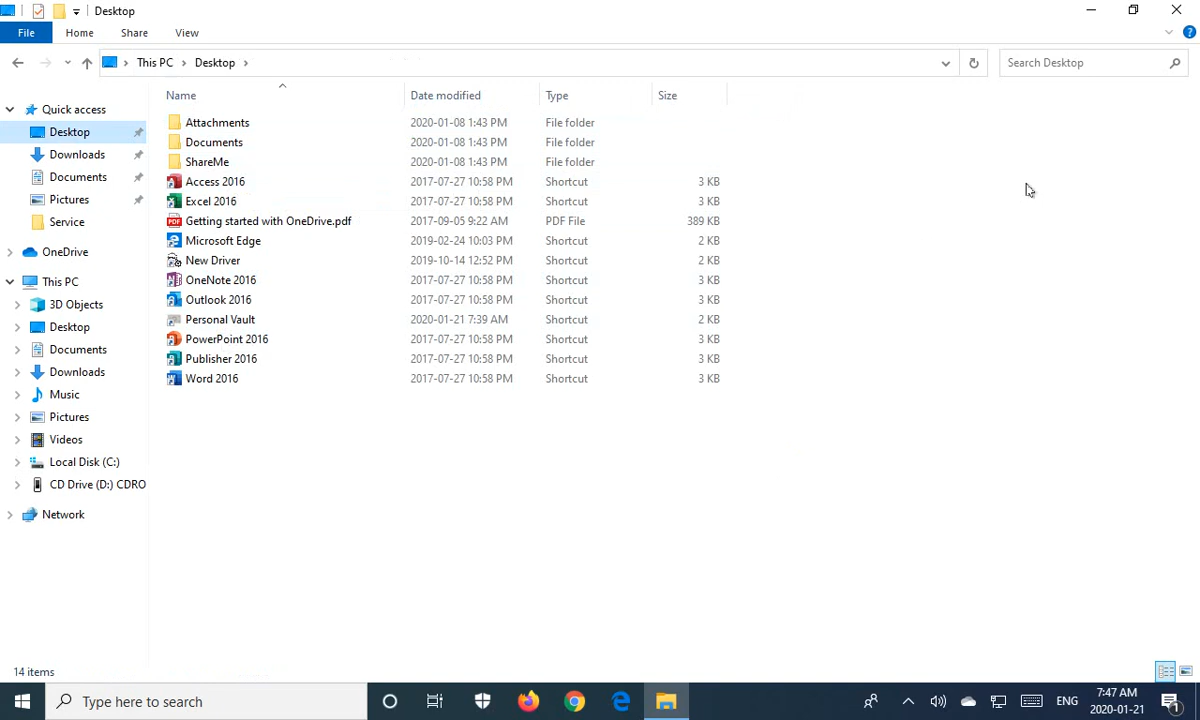 Desktop
File Home Share View
This PC Desktop Search Desktop
Name Date modified Type Size
Quick access
Desktop
Downloads
Documents
Pictures
Service
OneDrive
This PC
3D Objects
Desktop
Documents
Downloads
Music
Pictures
Videos
Local Disk (C:)
CD Drive (D:) CDRO
Network
Attachments 2020-01-08 1:43 PM File folder
Documents 2020-01-08 1:43 PM File folder
ShareMe 2020-01-08 1:43 PM File folder
Access 2016 2017-07-27 10:58 PM Shortcut 3 KB
Excel 2016 2017-07-27 10:58 PM Shortcut 3 KB
Getting started with OneDrive.pdf 2017-09-05 9:22 AM PDF File 389 KB
Microsoft Edge 2019-02-24 10:03 PM Shortcut 2 KB
New Driver 2019-10-14 12:52 PM Shortcut 2 KB
OneNote 2016 2017-07-27 10:58 PM Shortcut 3 KB
Outlook 2016 2017-07-27 10:58 PM Shortcut 3 KB
Personal Vault 2020-01-21 7:39 AM Shortcut 2 KB
PowerPoint 2016 2017-07-27 10:58 PM Shortcut 3 KB
Publisher 2016 2017-07-27 10:58 PM Shortcut 3 KB
Word 2016 2017-07-27 10:58 PM Shortcut 3 KB
14 items
Type here to search ENG 7:47 AM
2020-01-21 1